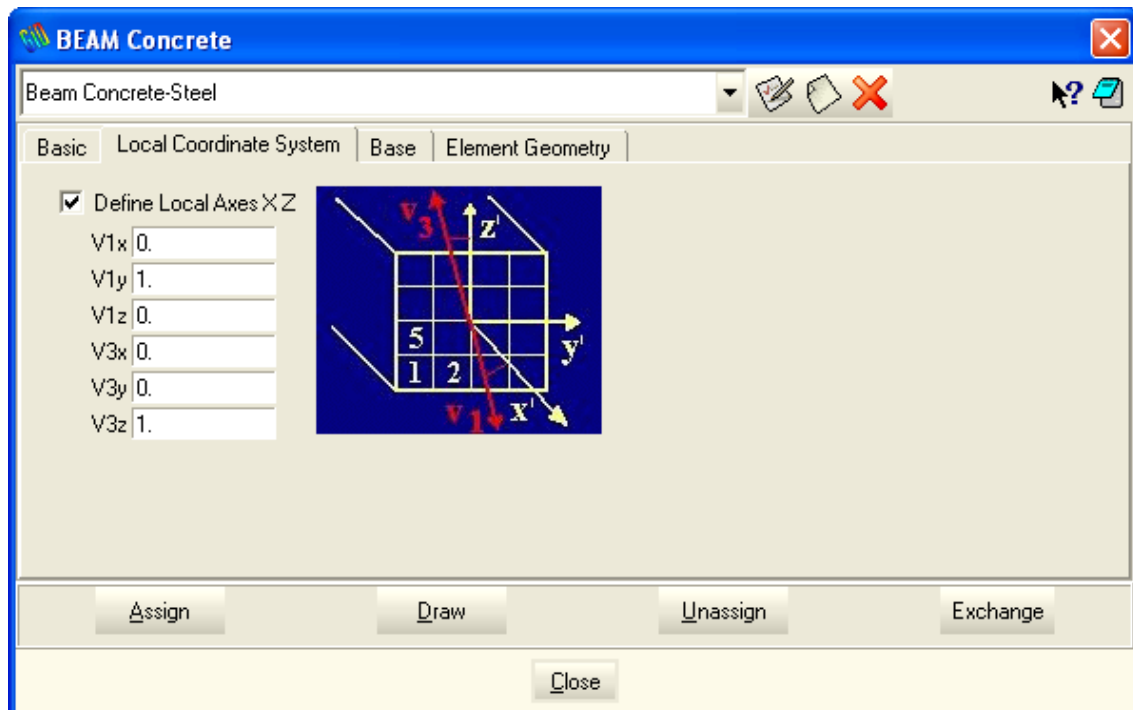 BEAM Concrete
Beam Concrete-Steel
Basic Local Coordinate System Base Element Geometry
Define Local Axes X Z
V1x 0.
V1y 1.
V1z 0.
V3x 0.
V3y 0.
V3z 1.
v3 z'
5 y'
1 2
v1 x'
Assign Draw Unassign Exchange
Close